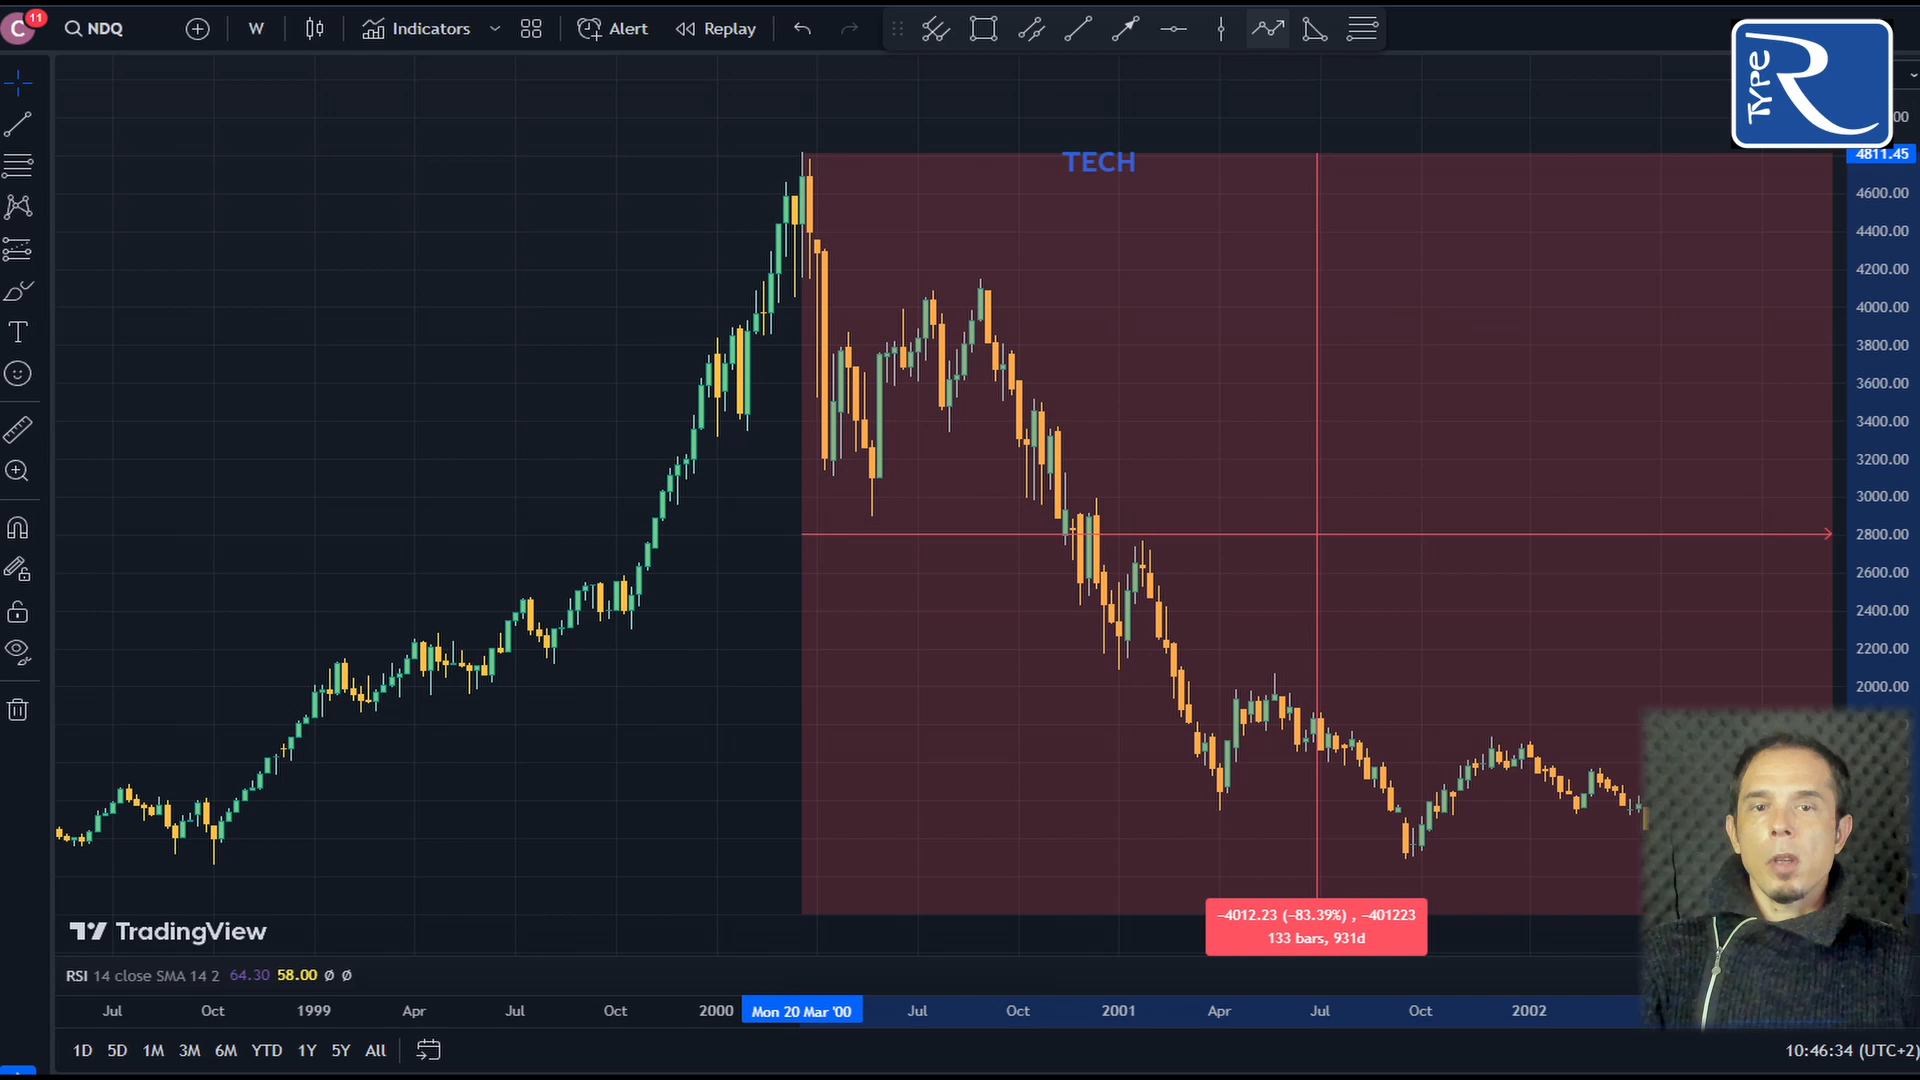 C 11 NDQ W Indicators Alert Replay
TYPE R
00
4811.45
TECH
4600.00
4400.00
4200.00
4000.00
3800.00
3600.00
3400.00
3200.00
3000.00
2800.00
2600.00
2400.00
2200.00
2000.00
−4012.23 (−83.39%) , −401223
133 bars, 931d
TradingView
RSI 14 close SMA 14 2 64.30 58.00 ø ø
Jul Oct 1999 Apr Jul Oct 2000 Mon 20 Mar '00 Jul Oct 2001 Apr Jul Oct 2002
1D 5D 1M 3M 6M YTD 1Y 5Y All 10:46:34 (UTC+2)